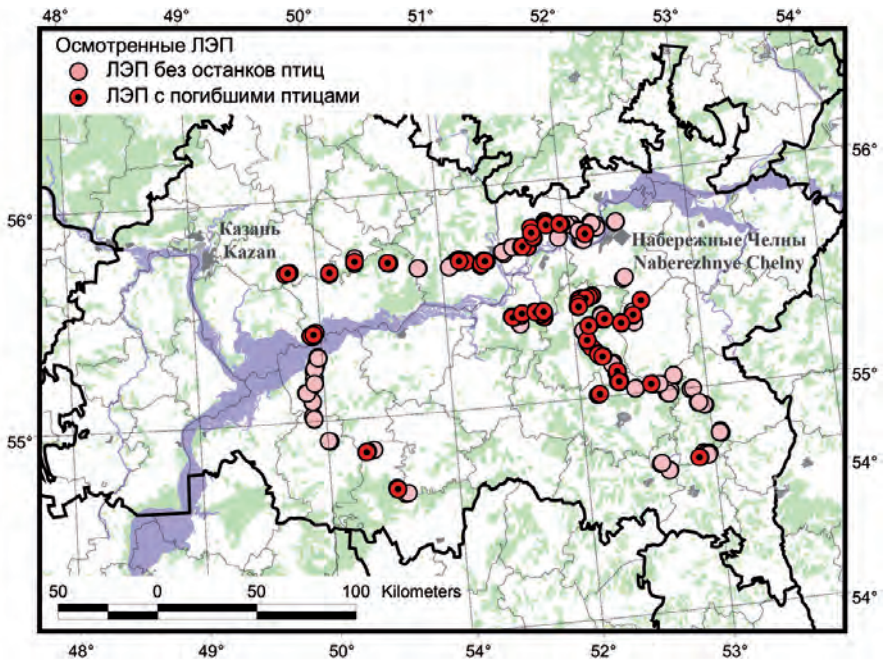 48° 49° 50° 51° 52° 53° 54°
Осмотренные ЛЭП
ЛЭП без останков птиц
ЛЭП с погибшими птицами
56° 56°
Казань
Kazan
Набережные Челны
Naberezhnye Chelny
55°
55° 54°
50 0 50 100 Kilometers
54°
48° 49° 50° 54° 52° 53°